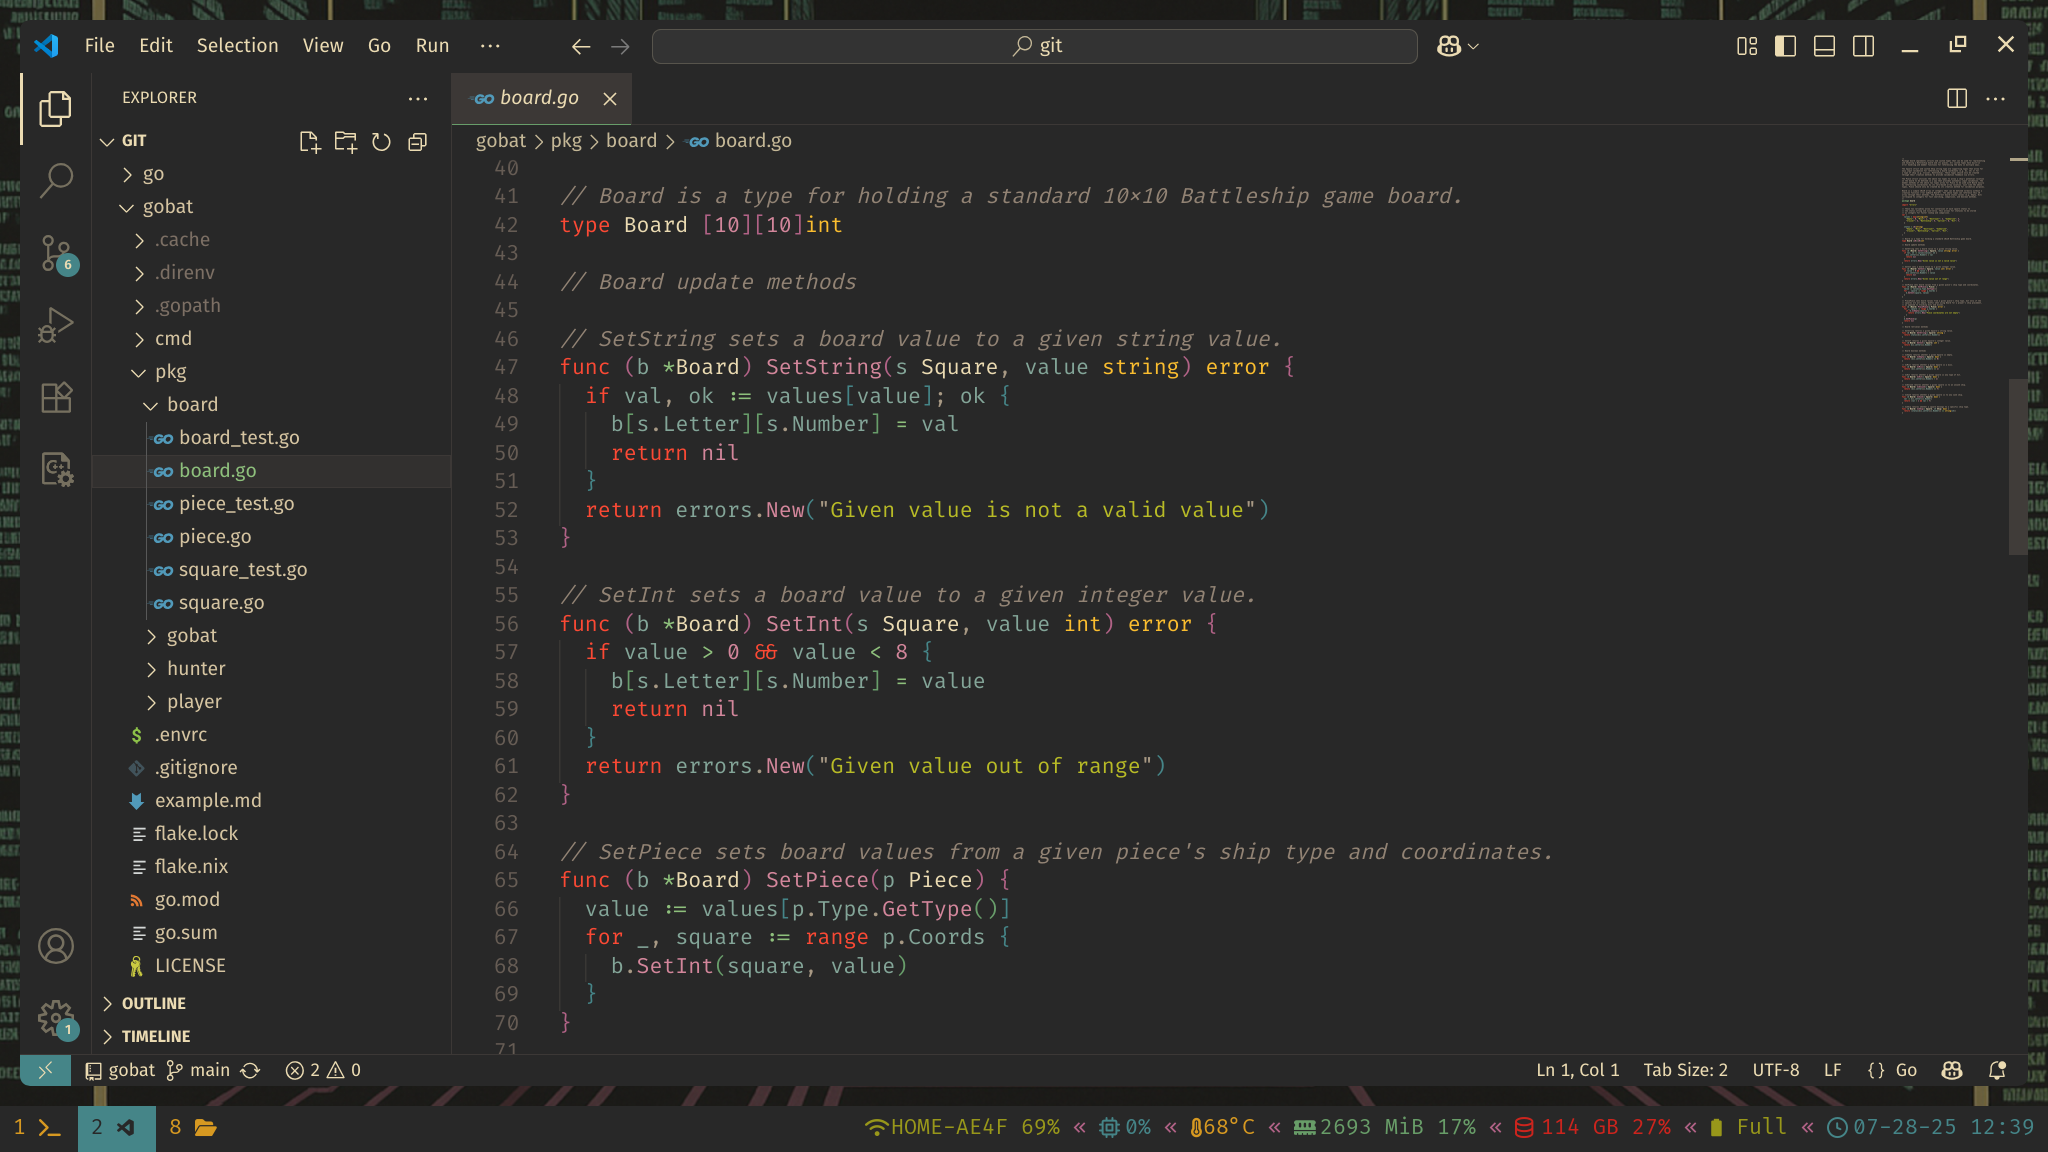 File Edit Selection View Go Run ···
git
EXPLORER
board.go
GIT
gobat > pkg > board > board.go
go
gobat
.cache
.direnv
.gopath
cmd
pkg
board
board_test.go
board.go
piece_test.go
piece.go
square_test.go
square.go
gobat
hunter
player
.envrc
.gitignore
example.md
flake.lock
flake.nix
go.mod
go.sum
LICENSE
OUTLINE
TIMELINE
6
1
40
41 // Board is a type for holding a standard 10×10 Battleship game board.
42 type Board [10][10]int
43
44 // Board update methods
45
46 // SetString sets a board value to a given string value.
47 func (b *Board) SetString(s Square, value string) error {
48 if val, ok := values[value]; ok {
49 b[s.Letter][s.Number] = val
50 return nil
51 }
52 return errors.New("Given value is not a valid value")
53 }
54
55 // SetInt sets a board value to a given integer value.
56 func (b *Board) SetInt(s Square, value int) error {
57 if value > 0 && value < 8 {
58 b[s.Letter][s.Number] = value
59 return nil
60 }
61 return errors.New("Given value out of range")
62 }
63
64 // SetPiece sets board values from a given piece's ship type and coordinates.
65 func (b *Board) SetPiece(p Piece) {
66 value := values[p.Type.GetType()]
67 for _, square := range p.Coords {
68 b.SetInt(square, value)
69 }
70 }
71
gobat main 2 0 Ln 1, Col 1 Tab Size: 2 UTF-8 LF {} Go
1 2 8 HOME-AE4F 69% « 0% « 68°C « 2693 MiB 17% « 114 GB 27% « Full « 07-28-25 12:39